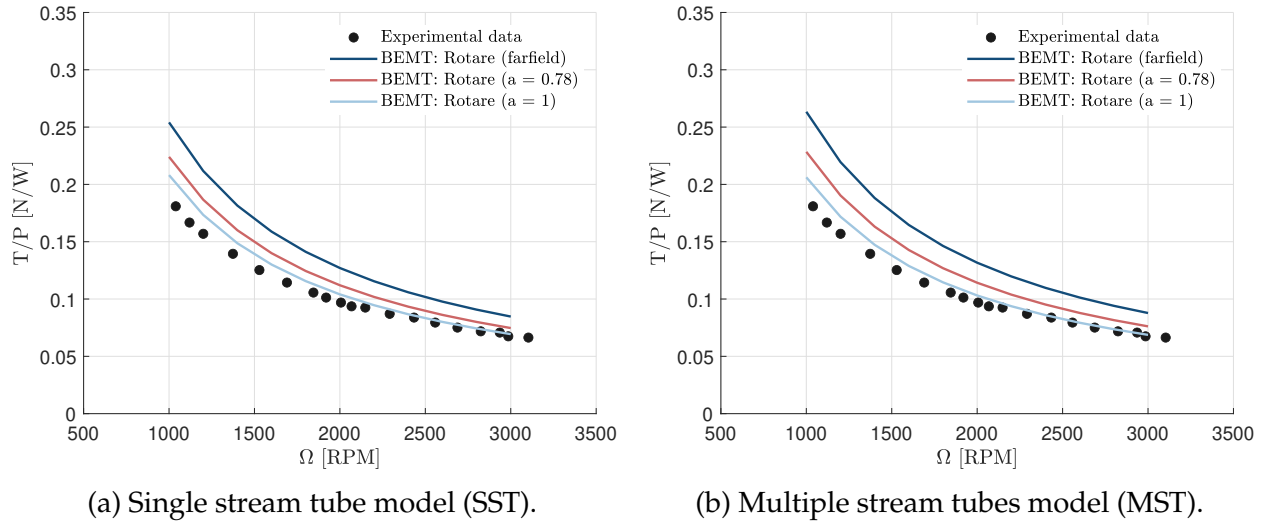 0.35
0.3
0.25
0.2
0.15
0.1
0.05
0
T/P [N/W]
Experimental data
BEMT: Rotare (farfield)
BEMT: Rotare (a = 0.78)
BEMT: Rotare (a = 1)
500 1000 1500 2000 2500 3000 3500
Ω [RPM]
(a) Single stream tube model (SST).
0.35
0.3
0.25
0.2
0.15
0.1
0.05
0
T/P [N/W]
Experimental data
BEMT: Rotare (farfield)
BEMT: Rotare (a = 0.78)
BEMT: Rotare (a = 1)
500 1000 1500 2000 2500 3000 3500
Ω [RPM]
(b) Multiple stream tubes model (MST).